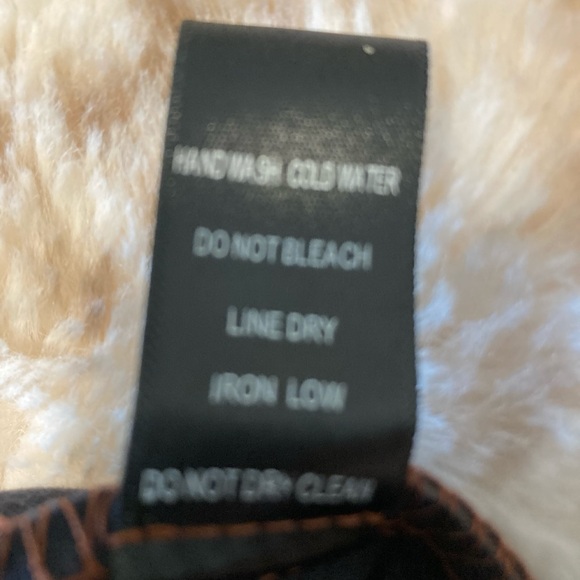 HAND WASH COLD WATER
DO NOT BLEACH
LINE DRY
IRON LOW
DO NOT DRY CLEAN